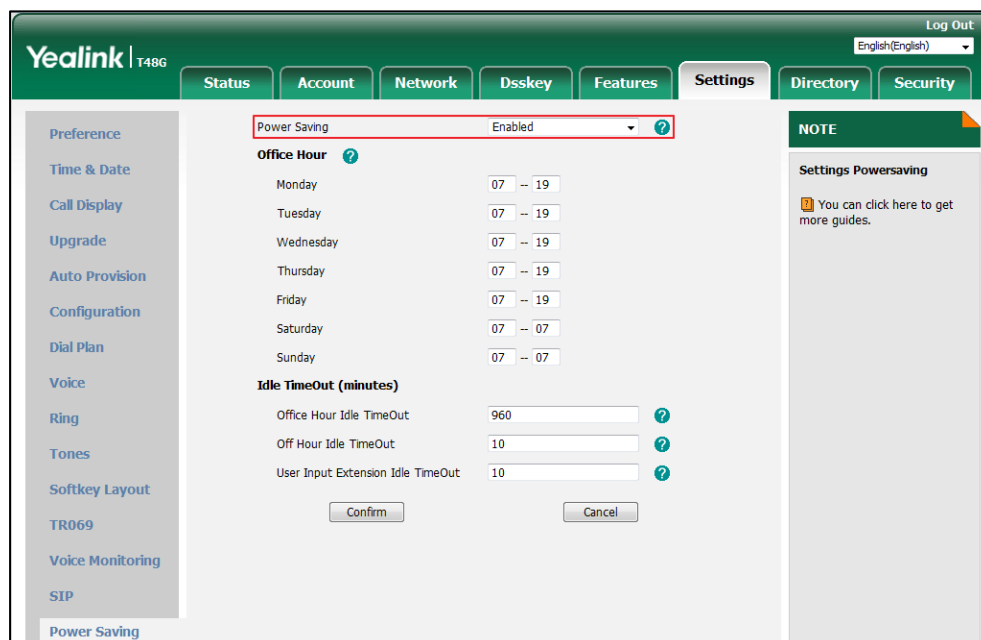 Log Out
English(English)
Yealink T48G
Status Account Network Dsskey Features Settings Directory Security
Preference
Time & Date
Call Display
Upgrade
Auto Provision
Configuration
Dial Plan
Voice
Ring
Tones
Softkey Layout
TR069
Voice Monitoring
SIP
Power Saving
Power Saving Enabled ?
Office Hour ?
Monday 07 -- 19
Tuesday 07 -- 19
Wednesday 07 -- 19
Thursday 07 -- 19
Friday 07 -- 19
Saturday 07 -- 07
Sunday 07 -- 07
Idle TimeOut (minutes)
Office Hour Idle TimeOut 960 ?
Off Hour Idle TimeOut 10 ?
User Input Extension Idle TimeOut 10 ?
Confirm Cancel
NOTE
Settings Powersaving
? You can click here to get
more guides.